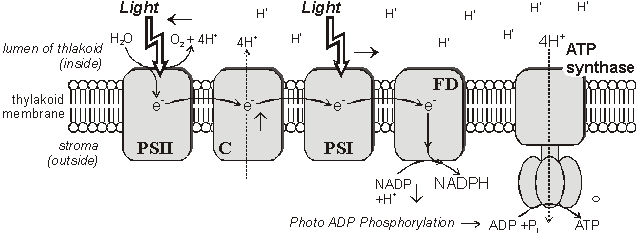 Light
Light
H' H' H' H' H' H' H'
H₂O O₂ + 4H⁺ 4H⁺ 4H⁺
lumen of thlakoid
(inside)
ATP
synthase
FD
thylakoid
membrane
e⁻ e⁻ e⁻ e⁻
stroma
(outside)
PSII C PSI
NADP
+H⁺
NADPH
Photo ADP Phosphorylation ADP +Pᵢ ATP